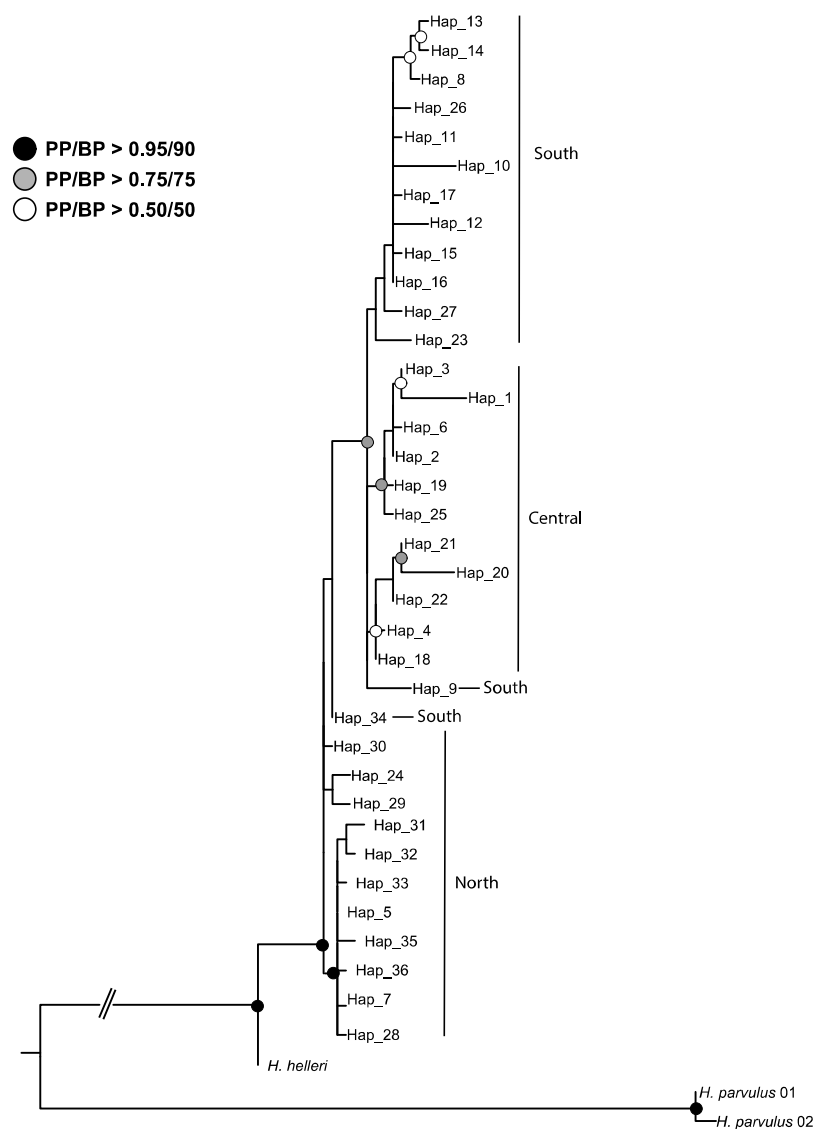 Hap_13
Hap_14
Hap_8
Hap_26
Hap_11
Hap_10
Hap_17
Hap_12
Hap_15
Hap_16
Hap_27
Hap_23
South
PP/BP > 0.95/90
PP/BP > 0.75/75
PP/BP > 0.50/50
Hap_3
Hap_1
Hap_6
Hap_2
Hap_19
Hap_25
Hap_21
Hap_20
Hap_22
Hap_4
Hap_18
Central
Hap_9 South
Hap_34 South
Hap_30
Hap_24
Hap_29
Hap_31
Hap_32
Hap_33
Hap_5
Hap_35
Hap_36
Hap_7
Hap_28
North
H. helleri
H. parvulus 01
H. parvulus 02